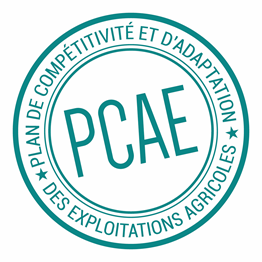 PLAN DE COMPÉTITIVITÉ ET D'ADAPTATION
PCAE
DES EXPLOITATIONS AGRICOLES